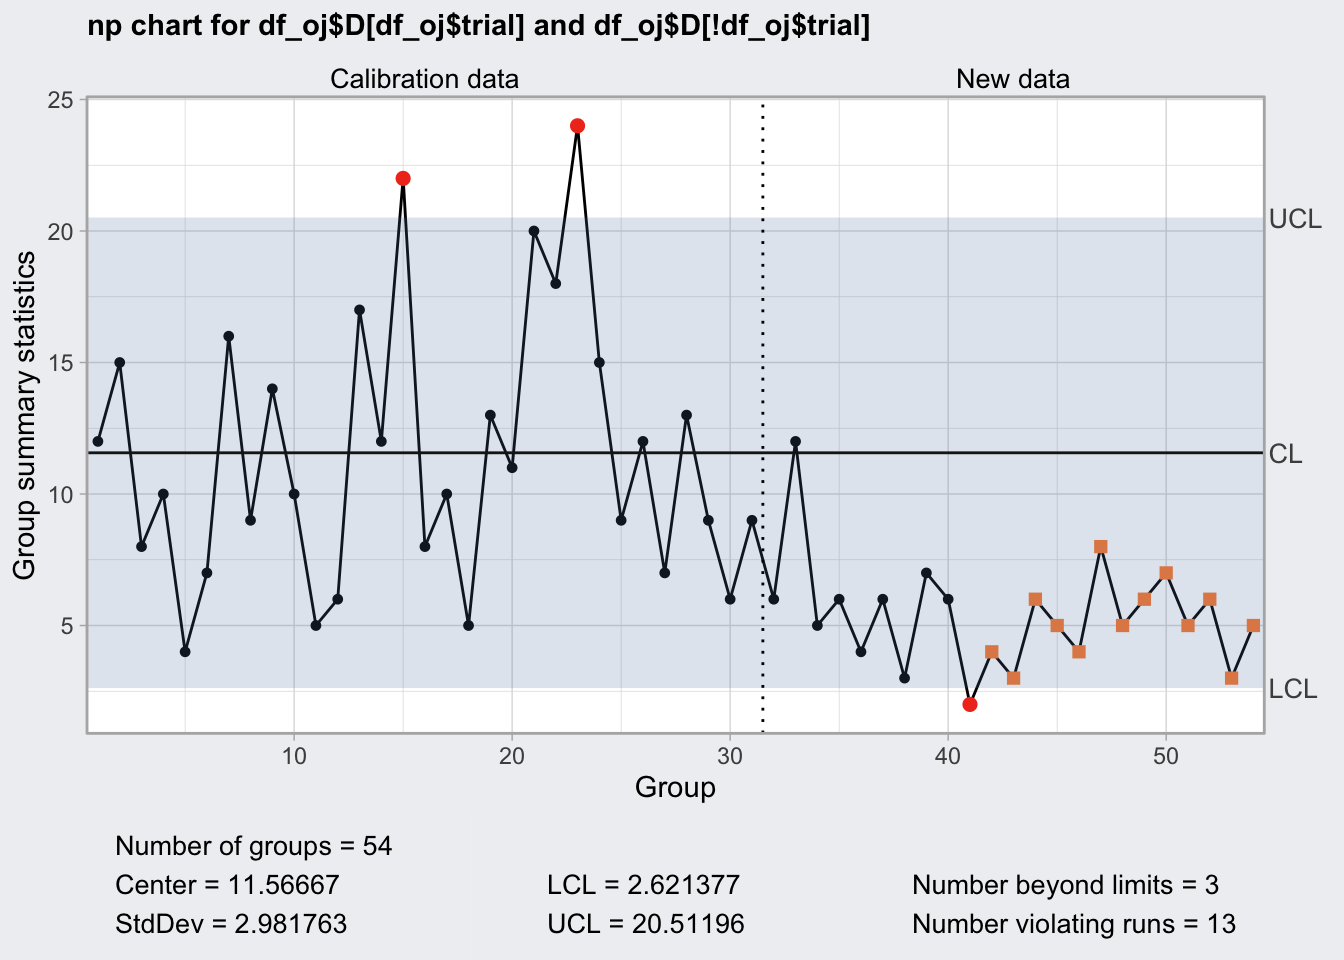 np chart for df_oj$D[df_oj$trial] and df_oj$D[!df_oj$trial]
Calibration data New data
25
20
15
10
5
UCL
CL
LCL
Group summary statistics
10 20 30 40 50
Group
Number of groups = 54
Center = 11.56667 LCL = 2.621377 Number beyond limits = 3
StdDev = 2.981763 UCL = 20.51196 Number violating runs = 13